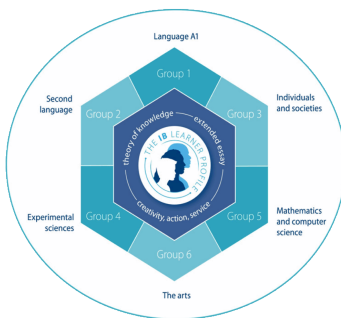 Language A1
Group 1
Second
language
Group 2
Group 3
Individuals
and societies
theory of knowledge
extended essay
THE IB LEARNER PROFILE
creativity, action, service
Experimental
sciences
Group 4
Group 5
Mathematics
and computer
science
Group 6
The arts